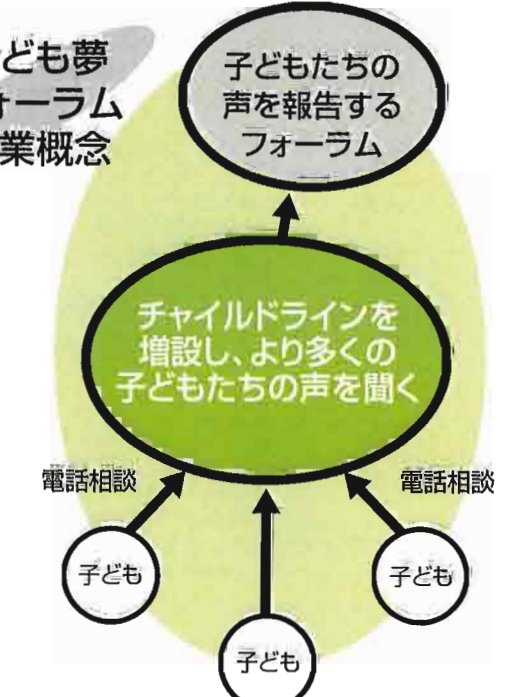 ども夢
ォーラム
業概念
子どもたちの
声を報告する
フォーラム
チャイルドラインを
増設し、より多くの
子どもたちの声を聞く
電話相談
電話相談
子ども
子ども
子ども